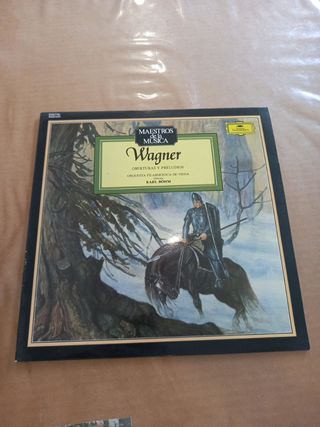 MAESTROS
de la
MUSICA
Wagner
OBERTURAS Y PRELUDIOS
ORQUESTA FILARMONICA DE VIENA
KARL BÖHM